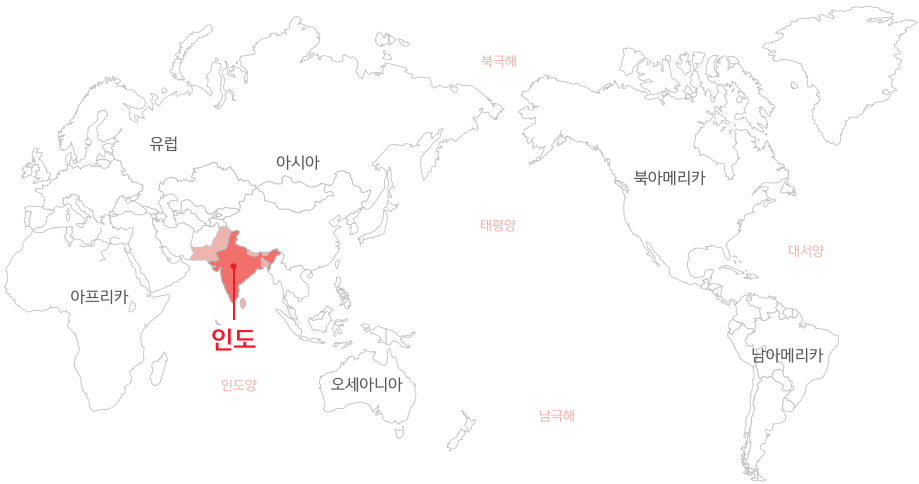 북극해
유럽
아시아
북아메리카
태평양
대서양
아프리카
인도
남아메리카
인도양
오세아니아
남극해